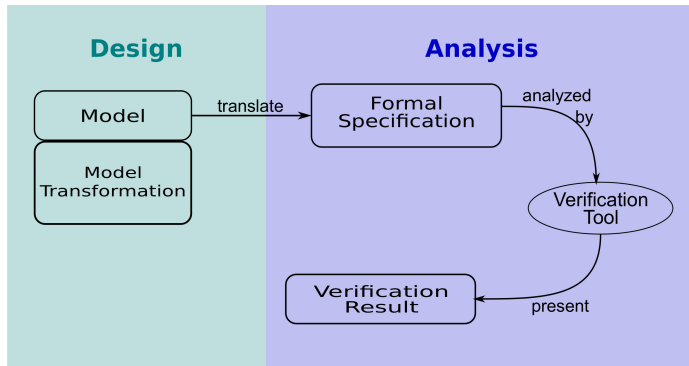 Design
Analysis
Model
translate
Formal
Specification
analyzed
by
Model
Transformation
Verification
Tool
Verification
Result
present